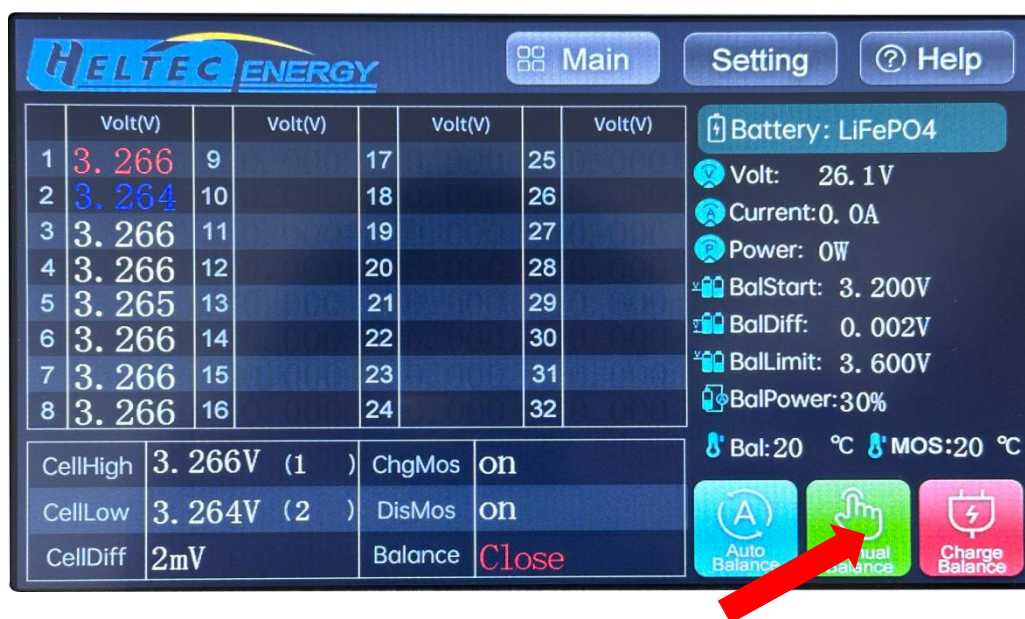 HELTEC ENERGY
Main
Setting
Help
Volt(V) Volt(V) Volt(V) Volt(V)
1 3.266 9 17 25
2 3.264 10 18 26
3 3.266 11 19 27
4 3.266 12 20 28
5 3.265 13 21 29
6 3.266 14 22 30
7 3.266 15 23 31
8 3.266 16 24 32
CellHigh 3.266V (1 ) ChgMos on
CellLow 3.264V (2 ) DisMos on
CellDiff 2mV Balance Close
Battery: LiFePO4
Volt: 26.1V
Current: 0.0A
Power: 0W
BalStart: 3.200V
BalDiff: 0.002V
BalLimit: 3.600V
BalPower: 30%
Bal: 20 ℃ MOS: 20 ℃
A
Auto
Balance
Charge
Balance